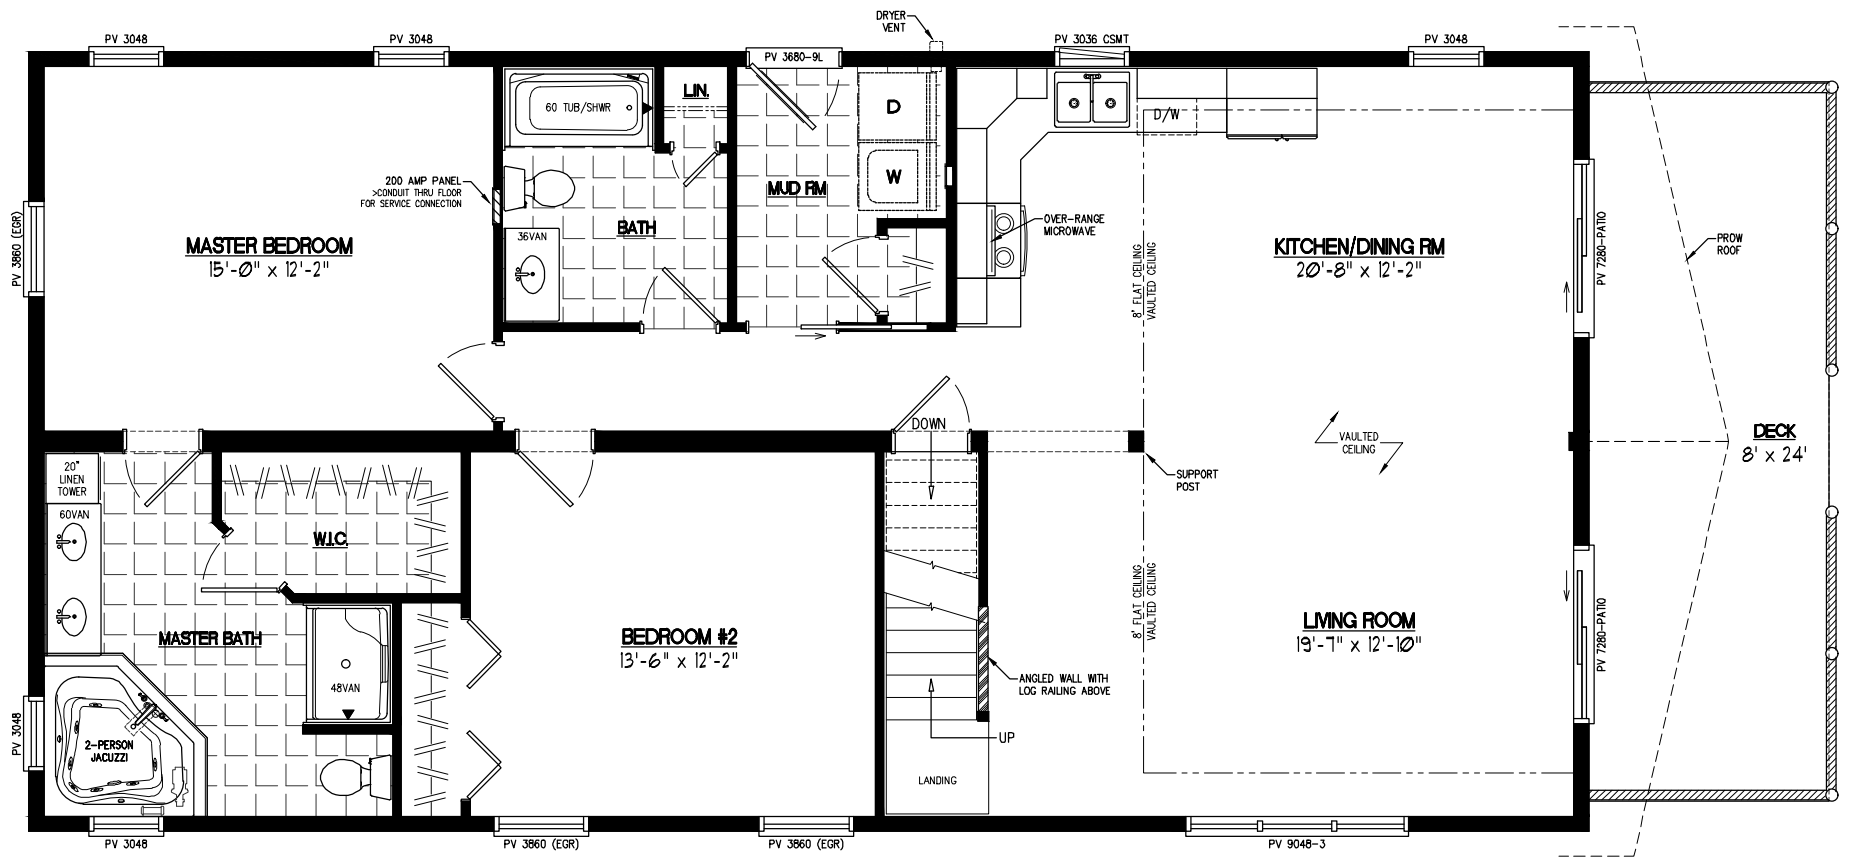 DRYER
VENT
PV 3048
PV 3048
PV 3680-9L
PV 3036 CSMT
PV 3048
60 TUB/SHWR
LIN.
D
D/W
W
200 AMP PANEL
>CONDUIT THRU FLOOR
FOR SERVICE CONNECTION
MUD RM
BATH
36VAN
OVER-RANGE
MICROWAVE
PV 3860 (EGR)
MASTER BEDROOM
15'-0" x 12'-2"
8' FLAT CEILING
VAULTED CEILING
KITCHEN/DINING RM
20'-8" x 12'-2"
PV 7280-PATIO
PROW
ROOF
DOWN
VAULTED
CEILING
DECK
8' x 24'
SUPPORT
POST
20"
LINEN
TOWER
60VAN
W.I.C.
MASTER BATH
BEDROOM #2
13'-6" x 12'-2"
8' FLAT CEILING
VAULTED CEILING
LIVING ROOM
19'-7" x 12'-10"
PV 7280-PATIO
48VAN
ANGLED WALL WITH
LOG RAILING ABOVE
UP
PV 3048
2-PERSON
JACUZZI
LANDING
PV 3048
PV 3860 (EGR)
PV 3860 (EGR)
PV 9048-3